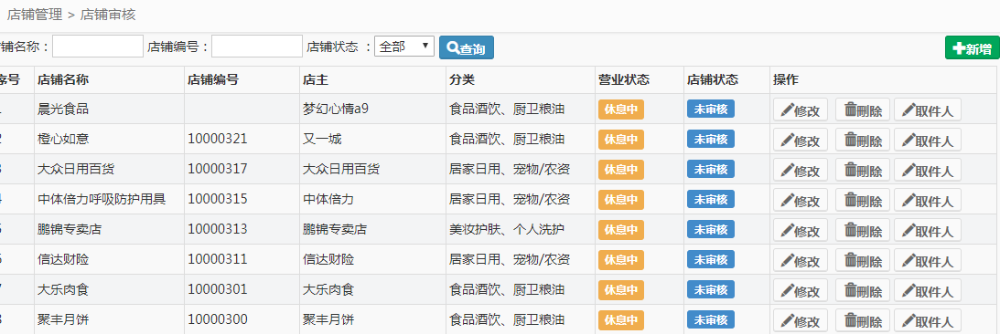 店铺管理 > 店铺审核
铺名称： 店铺编号： 店铺状态 ： 全部 查询 新增
序号 店铺名称 店铺编号 店主 分类 营业状态 店铺状态 操作
晨光食品 梦幻心情a9 食品酒饮、厨卫粮油 休息中 未审核 修改 刪除 取件人
2 橙心如意 10000321 又一城 食品酒饮、厨卫粮油 休息中 未审核 修改 刪除 取件人
3 大众日用百货 10000317 大众日用百货 居家日用、宠物/农资 休息中 未审核 修改 刪除 取件人
4 中体倍力呼吸防护用具 10000315 中体倍力 居家日用、宠物/农资 休息中 未审核 修改 刪除 取件人
5 鹏锦专卖店 10000313 鹏锦专卖店 美妆护肤、个人洗护 休息中 未审核 修改 刪除 取件人
6 信达财险 10000311 信达财险 居家日用、宠物/农资 休息中 未审核 修改 刪除 取件人
7 大乐肉食 10000301 大乐肉食 食品酒饮、厨卫粮油 休息中 未审核 修改 刪除 取件人
8 聚丰月饼 10000300 聚丰月饼 食品酒饮、厨卫粮油 休息中 未审核 修改 刪除 取件人